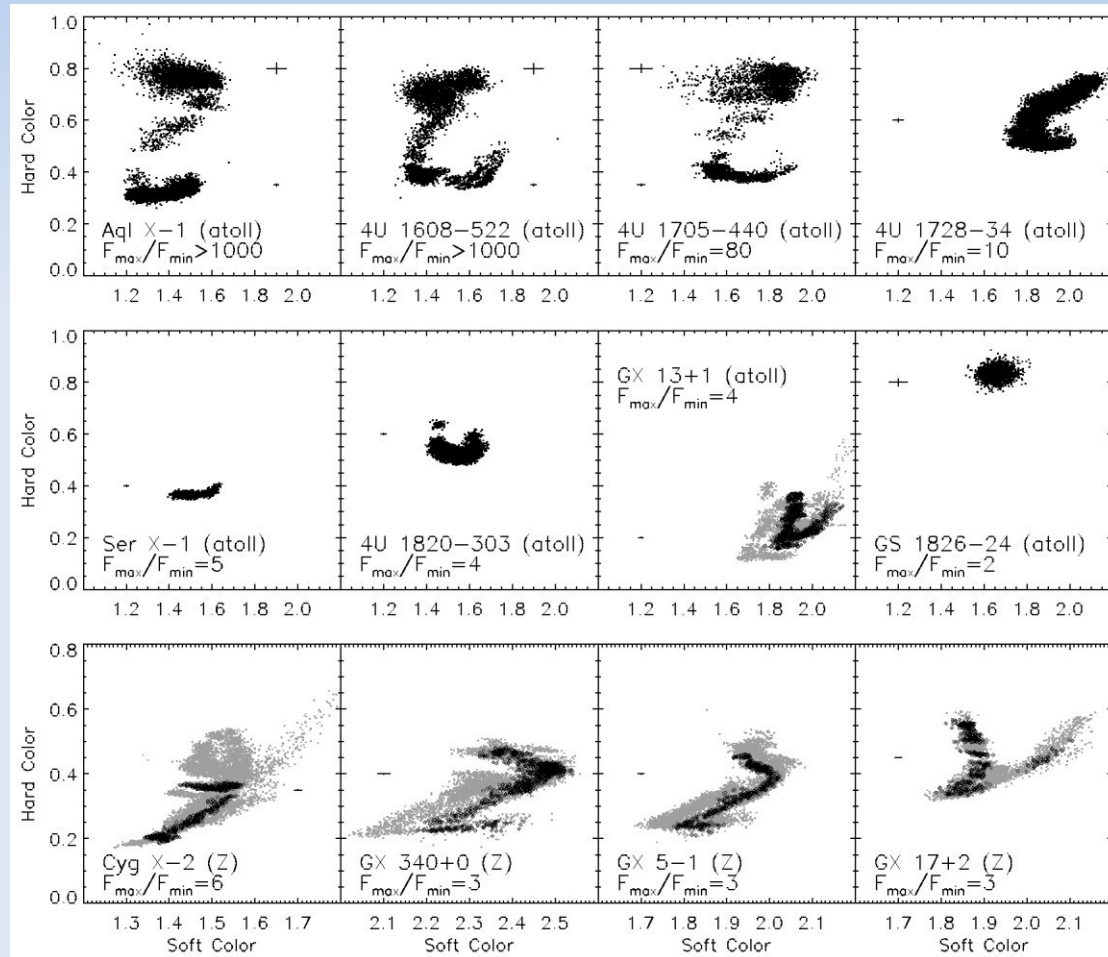 1.0
0.8
0.6
0.4
0.2
0.0
Hard Color
Aql X-1 (atoll)
Fmax/Fmin>1000
4U 1608-522 (atoll)
Fmax/Fmin>1000
4U 1705-440 (atoll)
Fmax/Fmin=80
4U 1728-34 (atoll)
Fmax/Fmin=10
1.2 1.4 1.6 1.8 2.0
1.2 1.4 1.6 1.8 2.0
1.2 1.4 1.6 1.8 2.0
1.2 1.4 1.6 1.8 2.0
1.0
0.8
0.6
0.4
0.2
0.0
Hard Color
Ser X-1 (atoll)
Fmax/Fmin=5
4U 1820-303 (atoll)
Fmax/Fmin=4
GX 13+1 (atoll)
Fmax/Fmin=4
GS 1826-24 (atoll)
Fmax/Fmin=2
1.2 1.4 1.6 1.8 2.0
1.2 1.4 1.6 1.8 2.0
1.2 1.4 1.6 1.8 2.0
1.2 1.4 1.6 1.8 2.0
0.8
0.6
0.4
0.2
0.0
Hard Color
Cyg X-2 (Z)
Fmax/Fmin=6
GX 340+0 (Z)
Fmax/Fmin=3
GX 5-1 (Z)
Fmax/Fmin=3
GX 17+2 (Z)
Fmax/Fmin=3
1.3 1.4 1.5 1.6 1.7
2.1 2.2 2.3 2.4 2.5
1.7 1.8 1.9 2.0 2.1
1.7 1.8 1.9 2.0 2.1
Soft Color
Soft Color
Soft Color
Soft Color